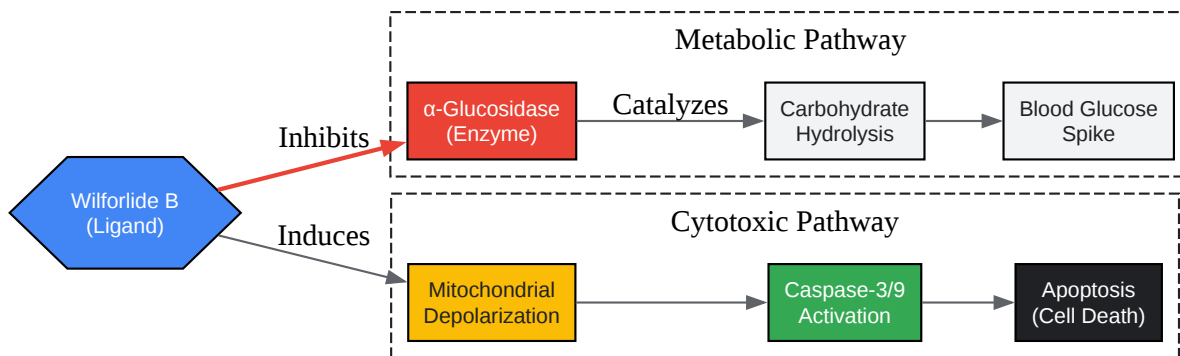 Metabolic Pathway
α-Glucosidase
(Enzyme)
Catalyzes
Carbohydrate
Hydrolysis
Blood Glucose
Spike
Inhibits
Wilforlide B
(Ligand)
Induces
Cytotoxic Pathway
Mitochondrial
Depolarization
Caspase-3/9
Activation
Apoptosis
(Cell Death)